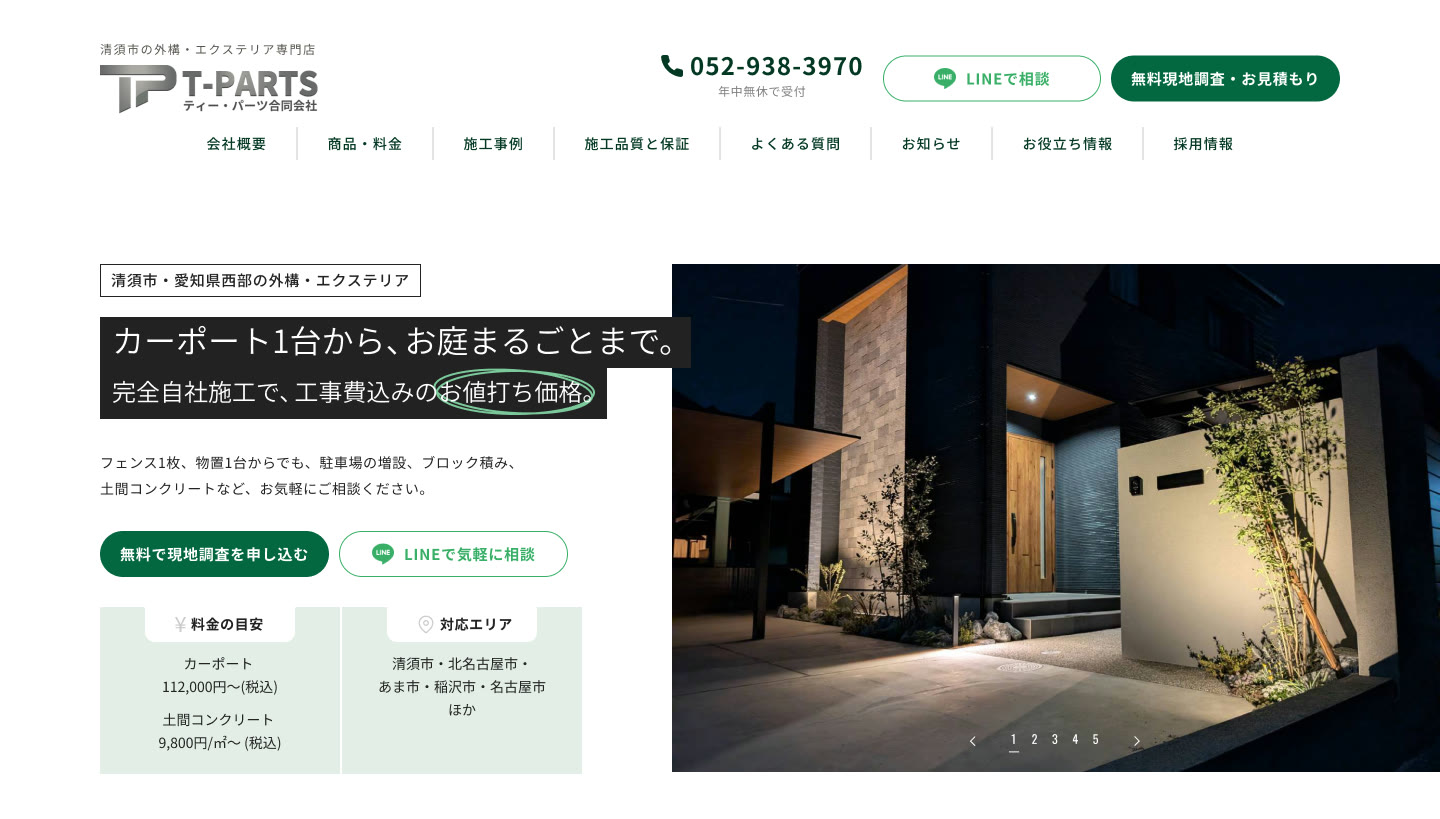 清須市の外構・エクステリア専門店
TP T-PARTS
ティー・パーツ合同会社
052-938-3970
年中無休で受付
LINE LINEで相談
無料現地調査・お見積もり
会社概要
商品・料金
施工事例
施工品質と保証
よくある質問
お知らせ
お役立ち情報
採用情報
清須市・愛知県西部の外構・エクステリア
カーポート1台から、お庭まるごとまで。
完全自社施工で、工事費込みのお値打ち価格。
フェンス1枚、物置1台からでも、駐車場の増設、ブロック積み、
土間コンクリートなど、お気軽にご相談ください。
無料で現地調査を申し込む
LINE LINEで気軽に相談
¥ 料金の目安
カーポート
112,000円〜(税込)
土間コンクリート
9,800円/㎡〜 (税込)
対応エリア
清須市・北名古屋市・
あま市・稲沢市・名古屋市
ほか
1 2 3 4 5